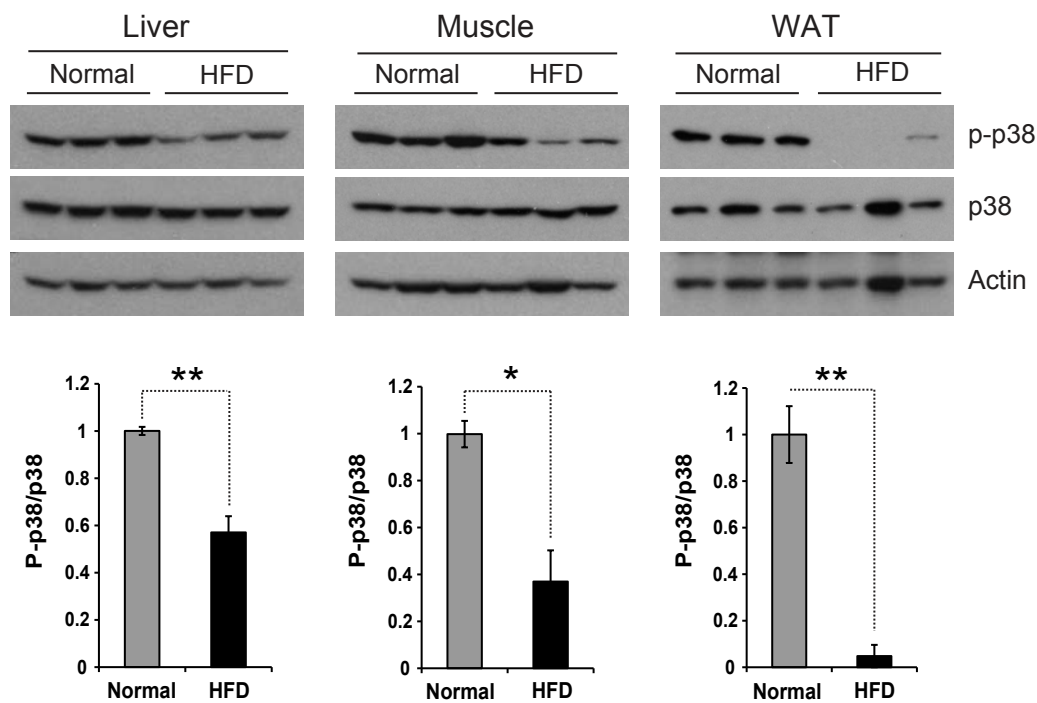 Liver Muscle WAT
Normal HFD Normal HFD Normal HFD
p-p38
p38
Actin
** * **
1.2 1.2 1.2
1 1 1
0.8 0.8 0.8
0.6 0.6 0.6
0.4 0.4 0.4
0.2 0.2 0.2
0 0 0
P-p38/p38 P-p38/p38 P-p38/p38
Normal HFD Normal HFD Normal HFD